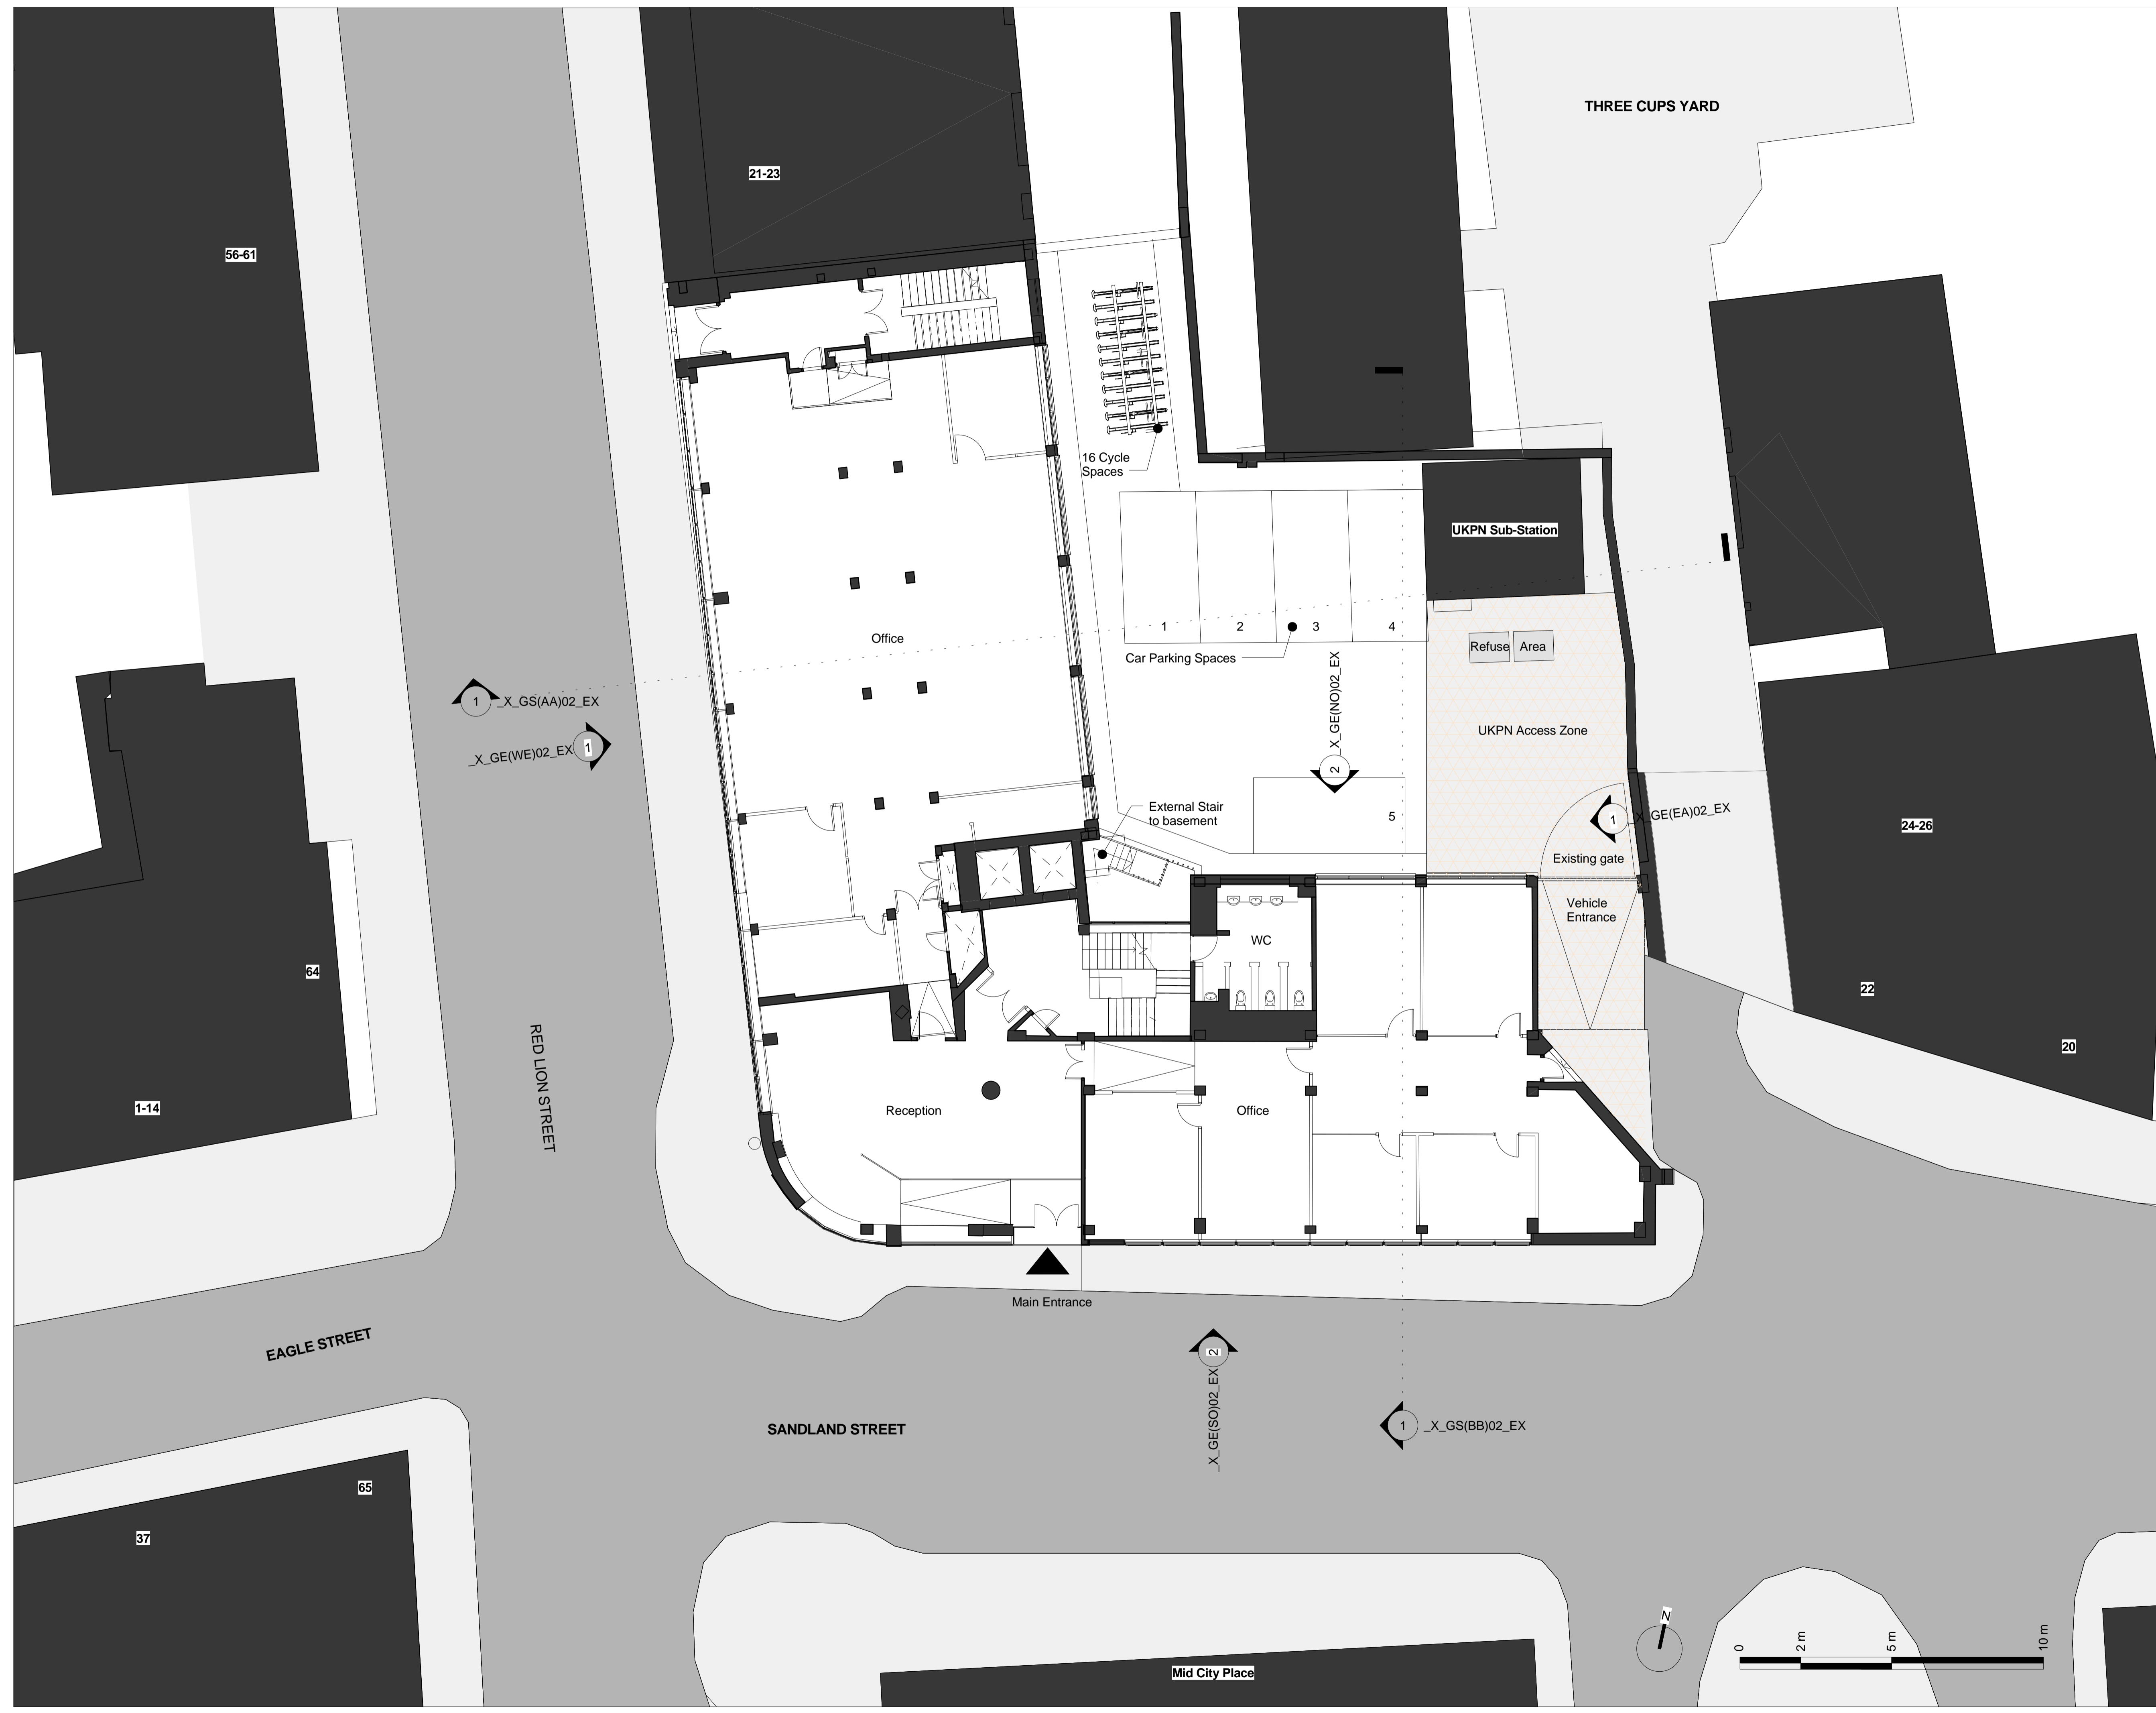 THREE CUPS YARD
21-23
56-61
16 Cycle
Spaces
UKPN Sub-Station
Office
1
2
3
4
Refuse
Area
Car Parking Spaces
1
_X_GS(AA)02_EX
_X_GE(WE)02_EX
1
_X_GE(NO)02_EX
2
UKPN Access Zone
External Stair
to basement
5
1
_X_GE(EA)02_EX
24-26
Existing gate
Vehicle
Entrance
WC
64
22
20
RED LION STREET
1-14
Reception
Office
Main Entrance
EAGLE STREET
2
_X_GE(SO)02_EX
SANDLAND STREET
1
_X_GS(BB)02_EX
65
37
N
0
2 m
5 m
10 m
Mid City Place